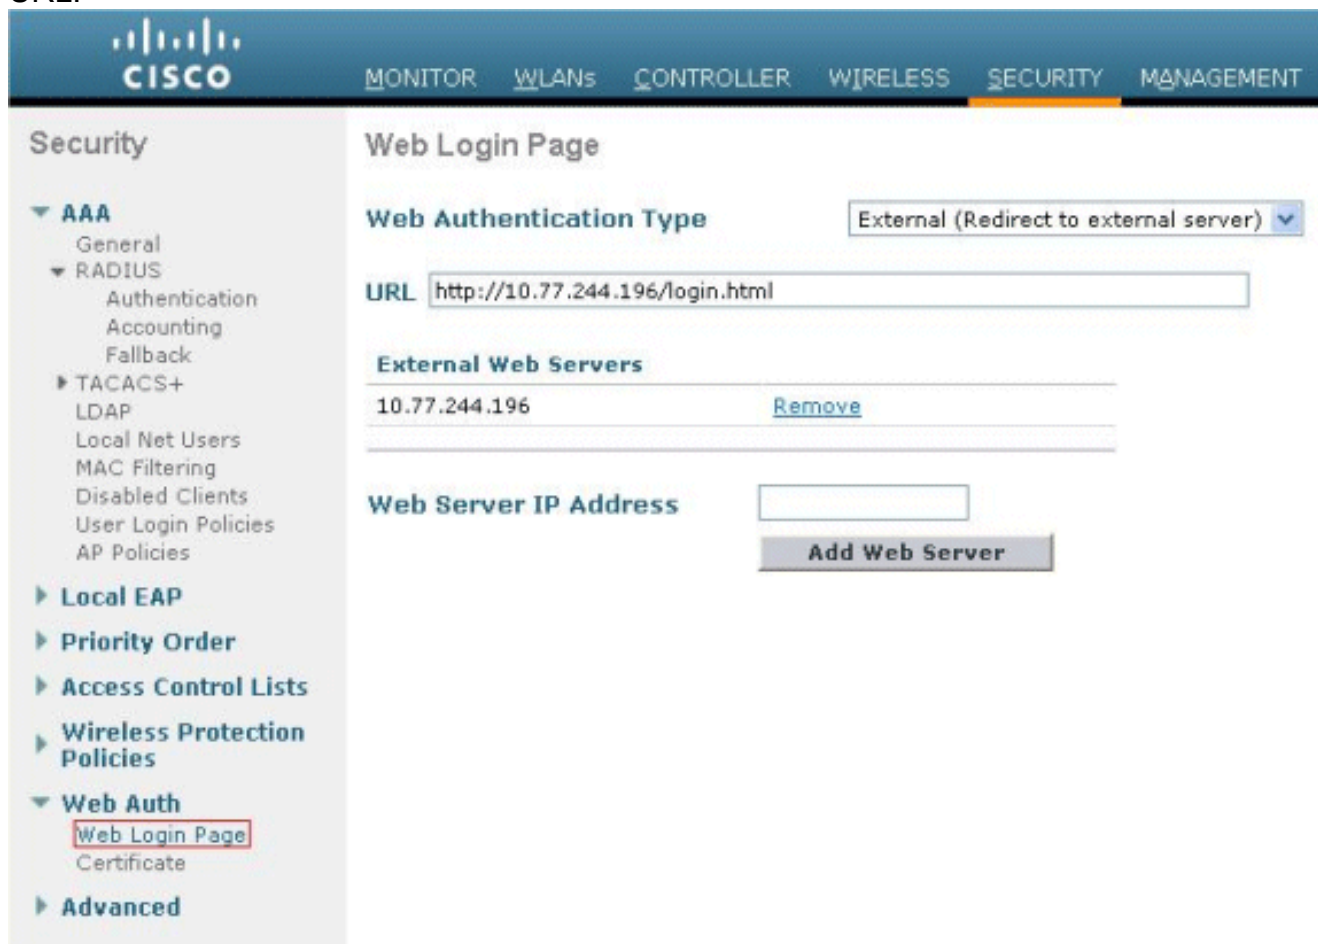 URL:
CISCO
MONITOR WLANs CONTROLLER WIRELESS SECURITY MANAGEMENT
Security
AAA
General
RADIUS
Authentication
Accounting
Fallback
TACACS+
LDAP
Local Net Users
MAC Filtering
Disabled Clients
User Login Policies
AP Policies
Local EAP
Priority Order
Access Control Lists
Wireless Protection
Policies
Web Auth
Web Login Page
Certificate
Advanced
Web Login Page
Web Authentication Type External (Redirect to external server)
URL http://10.77.244.196/login.html
External Web Servers
10.77.244.196 Remove
Web Server IP Address
Add Web Server